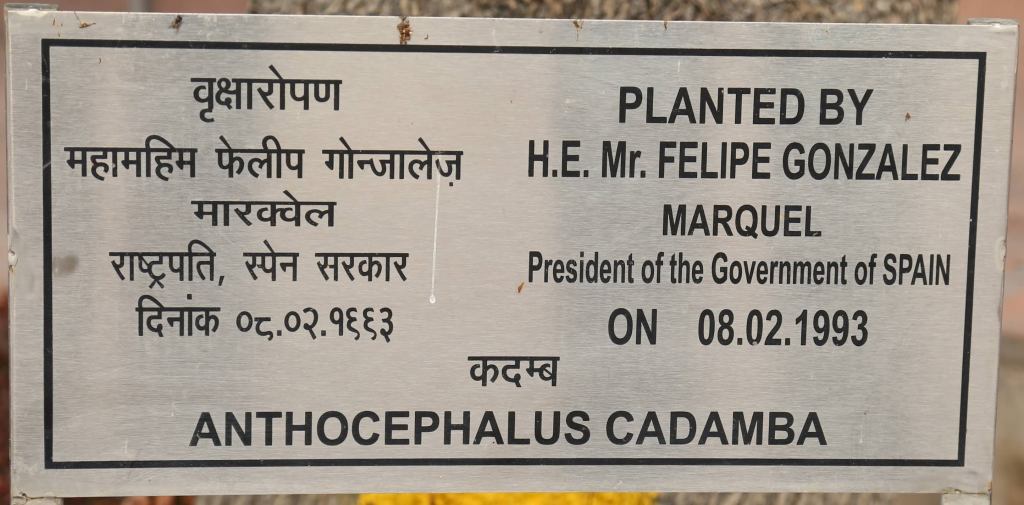 वृक्षारोपण
महामहिम फेलीप गोन्जालेज़
मारक्वेल
राष्ट्रपति, स्पेन सरकार
दिनांक ०८.०२.१९९३
PLANTED BY
H.E. Mr. FELIPE GONZALEZ
MARQUEL
President of the Government of SPAIN
ON 08.02.1993
कदम्ब
ANTHOCEPHALUS CADAMBA